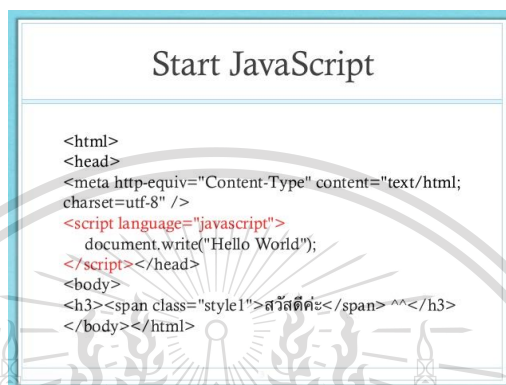 Start JavaScript
<html>
<head>
<meta http-equiv="Content-Type" content="text/html;
charset=utf-8" />
<script language="javascript">
document.write("Hello World");
</script></head>
<body>
<h3><span class="style1">สวัสดีค่ะ</span> ^^</h3>
</body></html>